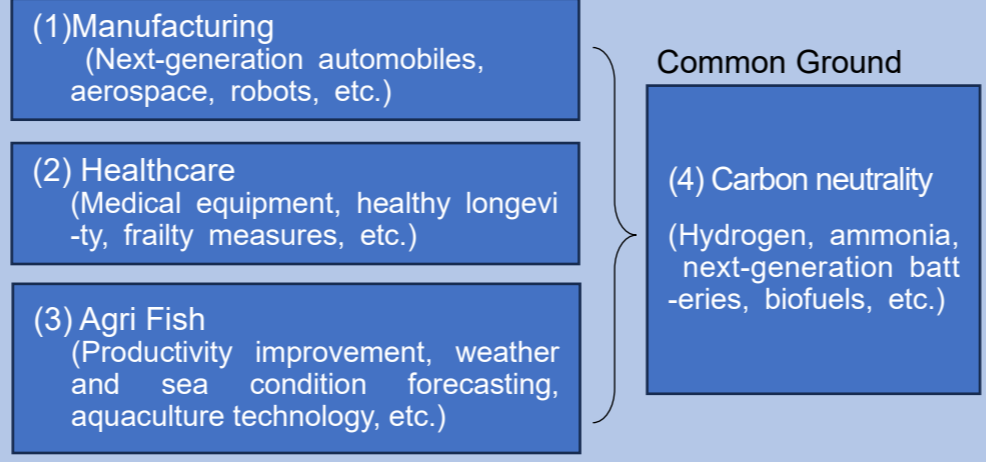 (1)Manufacturing
(Next-generation automobiles,
aerospace, robots, etc.)
(2) Healthcare
(Medical equipment, healthy longevi
-ty, frailty measures, etc.)
(3) Agri Fish
(Productivity improvement, weather
and sea condition forecasting,
aquaculture technology, etc.)
Common Ground
(4) Carbon neutrality
(Hydrogen, ammonia,
next-generation batt
-eries, biofuels, etc.)